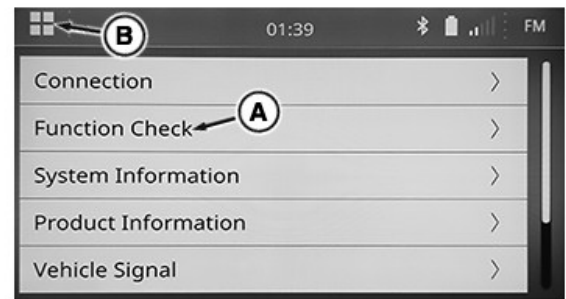 B
01:39
FM
Connection
A
Function Check
System Information
Product Information
Vehicle Signal